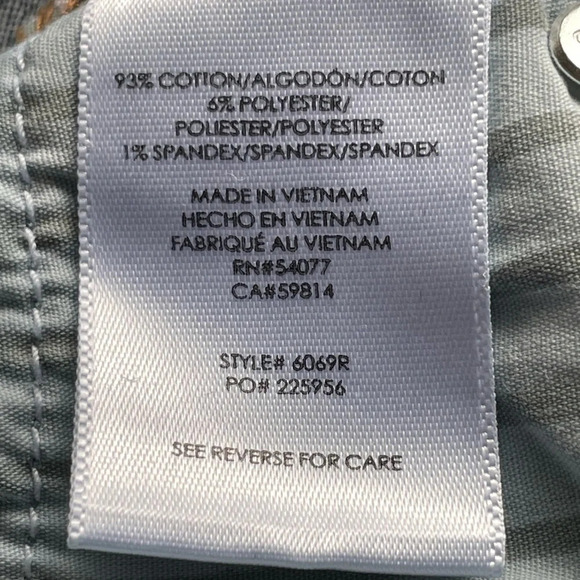 93% COTTON/ALGODÓN/COTON
6% POLYESTER/
POLIESTER/POLYESTER
1% SPANDEX/SPANDEX/SPANDEX
MADE IN VIETNAM
HECHO EN VIETNAM
FABRIQUÉ AU VIETNAM
RN#54077
CA#59814
STYLE# 6069R
PO# 225956
SEE REVERSE FOR CARE